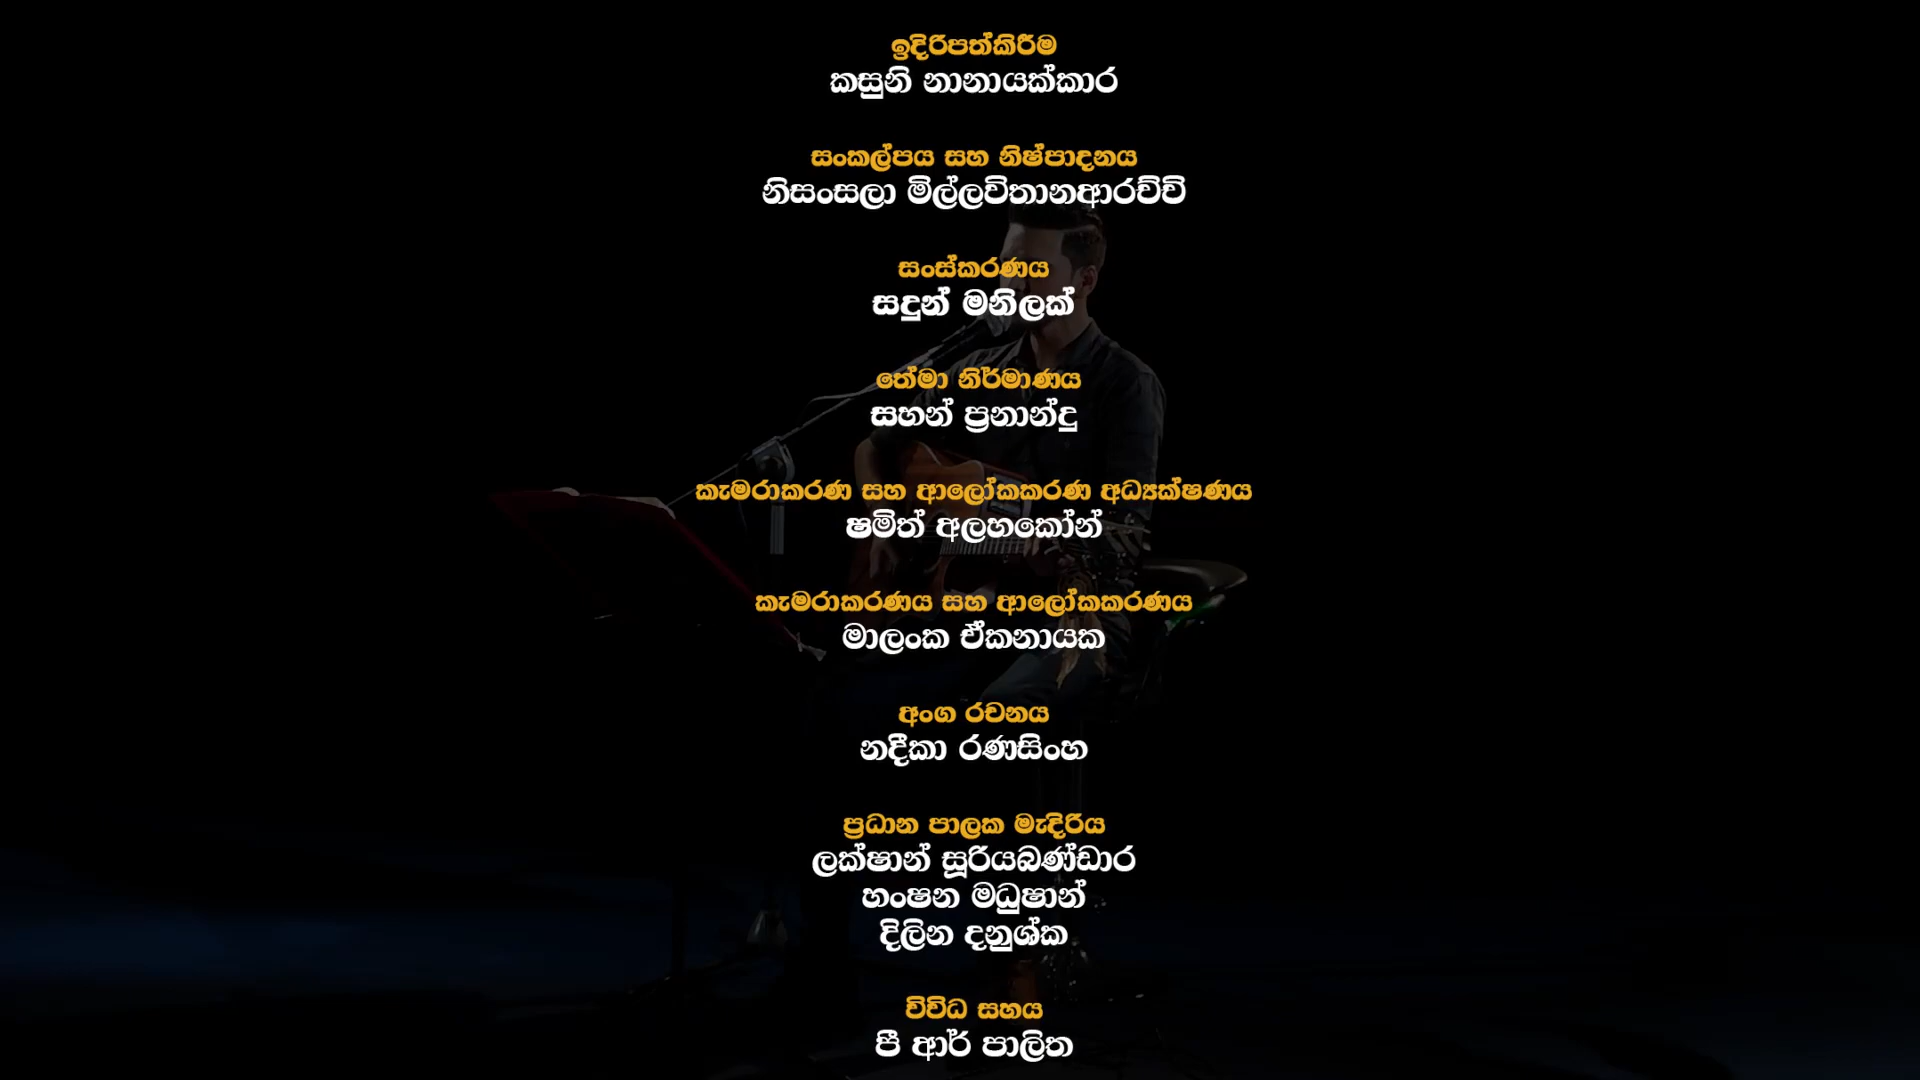 ඉදිරිපත්කිරීම
කසුනි නානායක්කාර
සංකල්පය සහ නිෂ්පාදනය
නිසංසලා මිල්ලවිතානආරච්චි
සංස්කරණය
සඳුන් මනිලක්
තේමා නිර්මාණය
සහන් ප්‍රනාන්දු
කැමරාකරණ සහ ආලෝකකරණ අධ්‍යක්ෂණය
ෂමිත් අලහකෝන්
කැමරාකරණය සහ ආලෝකකරණය
මාලංක ඒකනායක
අංග රචනය
නදීකා රණසිංහ
ප්‍රධාන පාලක මැදිරිය
ලක්ෂාන් සූරියබණ්ඩාර
හංෂන මධුෂාන්
දිලින දනුශ්ක
විවිධ සහය
පී ආර් පාලිත